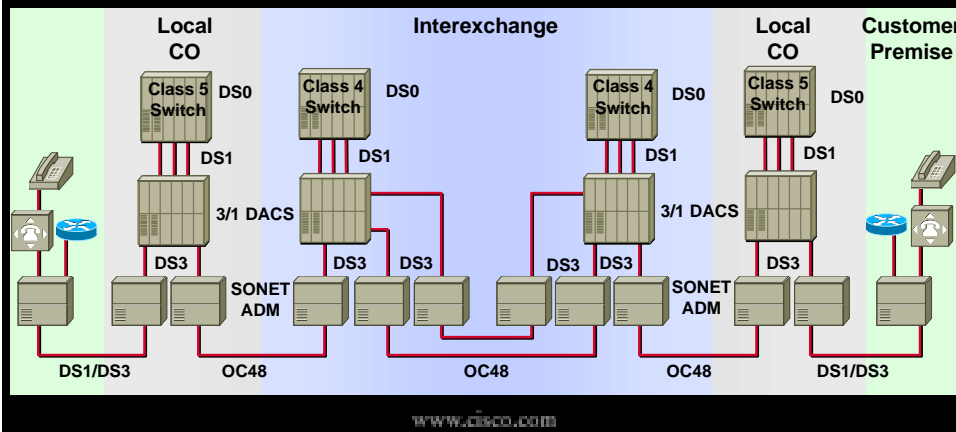 Local
CO
Interexchange
Local
CO
Customer
Premise
Class 5
Switch
DS0
Class 4
Switch
DS0
Class 4
Switch
DS0
Class 5
Switch
DS0
DS1
DS1
DS1
DS1
3/1 DACS
3/1 DACS
DS3
DS3
DS3
DS3
DS3
DS3
SONET
ADM
SONET
ADM
DS1/DS3
OC48
OC48
OC48
DS1/DS3
www.cisco.com